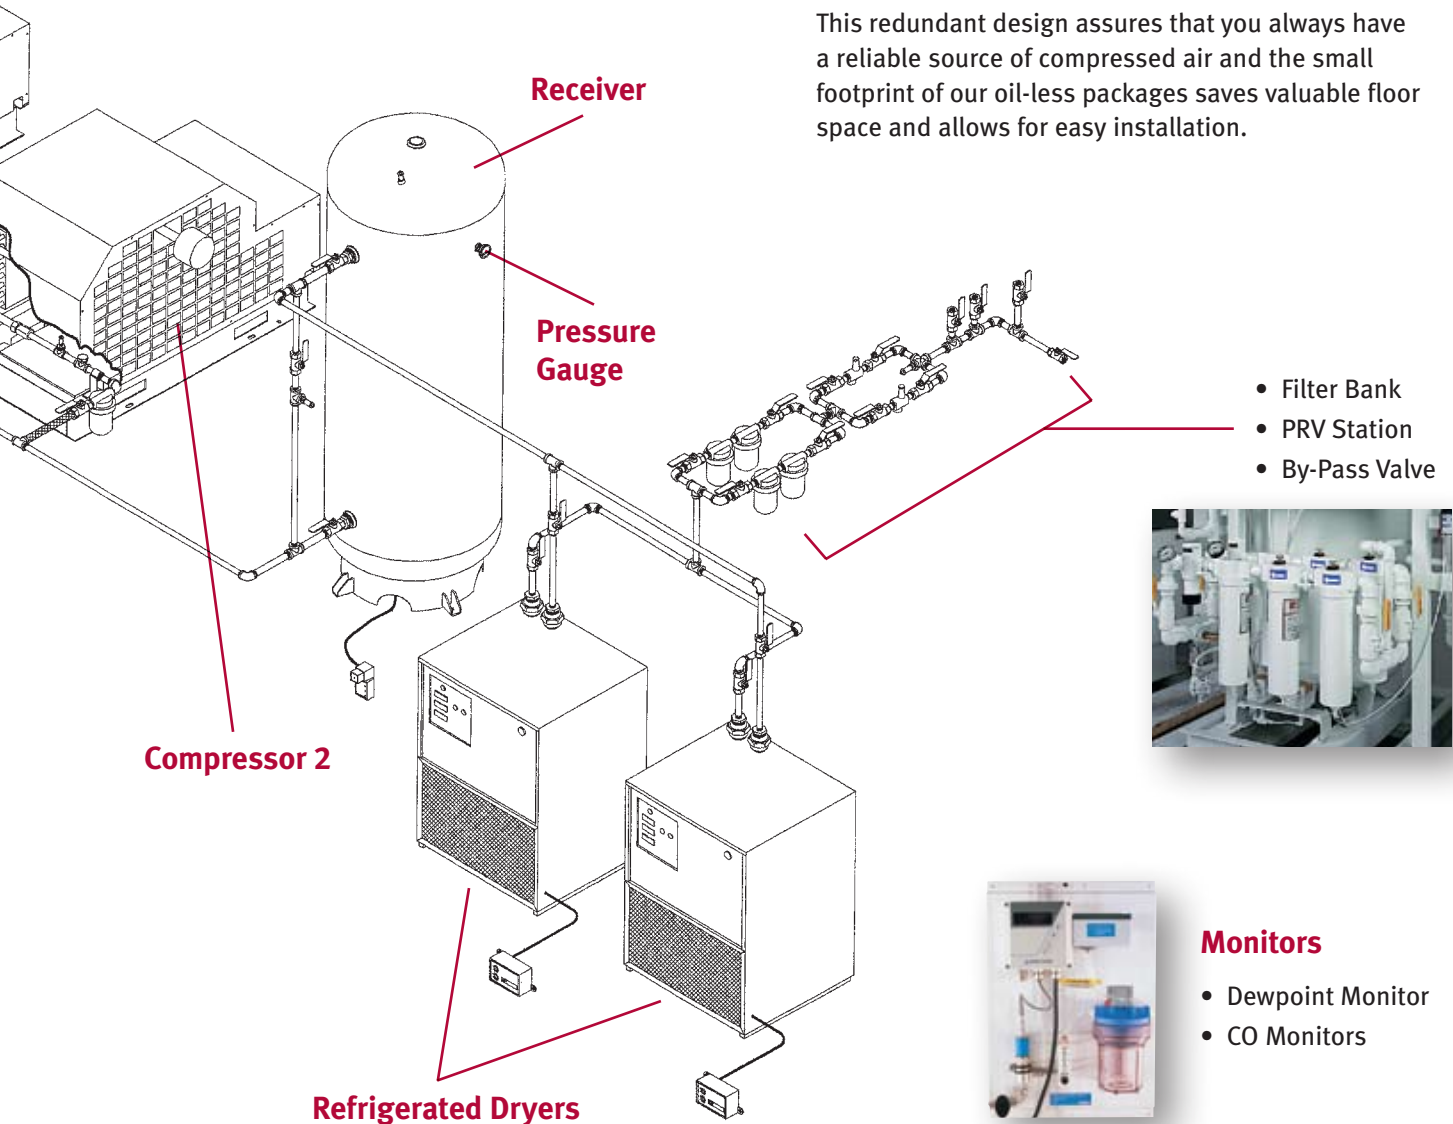 This redundant design assures that you always have
a reliable source of compressed air and the small
footprint of our oil-less packages saves valuable floor
space and allows for easy installation.
Receiver
Pressure
Gauge
• Filter Bank
• PRV Station
• By-Pass Valve
Compressor 2
Monitors
• Dewpoint Monitor
• CO Monitors
Refrigerated Dryers